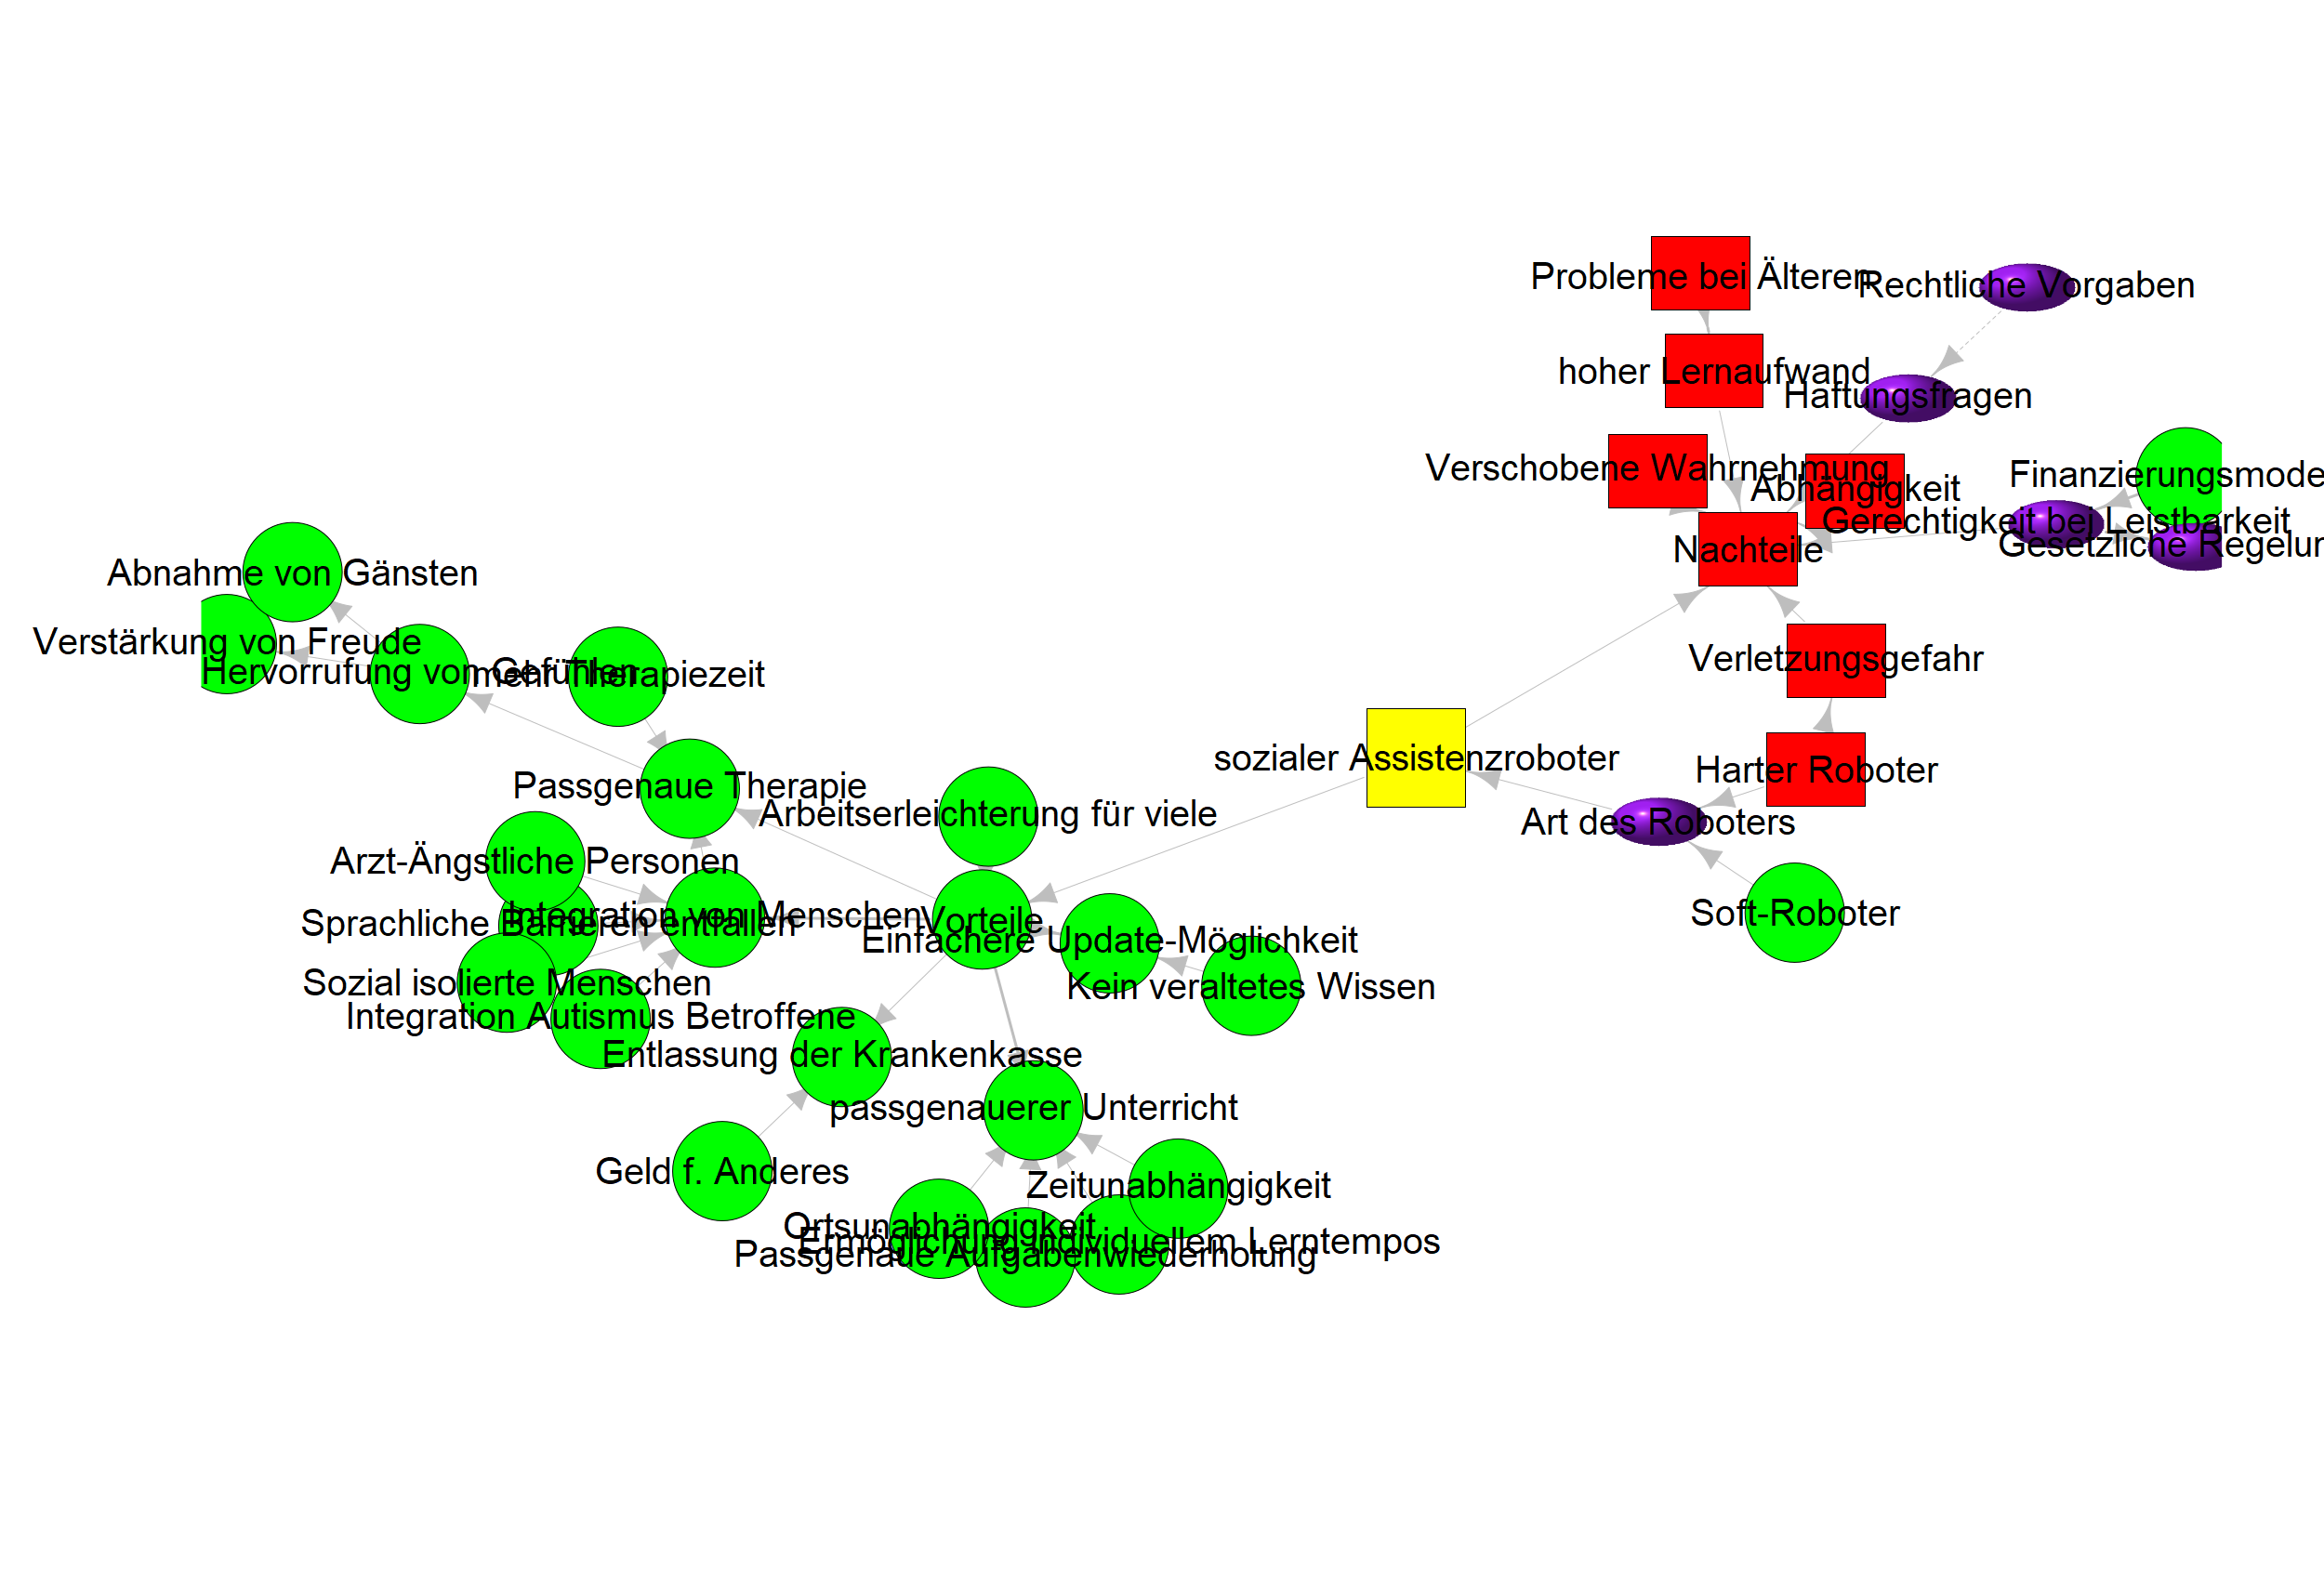 Probleme bei Älteren
Rechtliche Vorgaben
hoher Lernaufwand
Haftungsfragen
Verschobene Wahrnehmung
Finanzierungsmode
Abhängigkeit
Gerechtigkeit bei Leistbarkeit
Gesetzliche Regelun
Nachteile
Abnahme von Gänsten
Verstärkung von Freude
Hervorrufung von Gefühlen
mehr Therapiezeit
Verletzungsgefahr
sozialer Assistenzroboter
Harter Roboter
Passgenaue Therapie
Arbeitserleichterung für viele
Art des Roboters
Arzt-Ängstliche Personen
Integration von Menschen
Vorteile
Sprachliche Barrieren entfallen
Soft-Roboter
Einfachere Update-Möglichkeit
Sozial isolierte Menschen
Kein veraltetes Wissen
Integration Autismus Betroffene
Entlassung der Krankenkasse
passgenauerer Unterricht
Geld f. Anderes
Zeitunabhängigkeit
Ortsunabhängigkeit
Ermöglichung individuellem Lerntempos
Passgenaue Aufgabenwiederholung